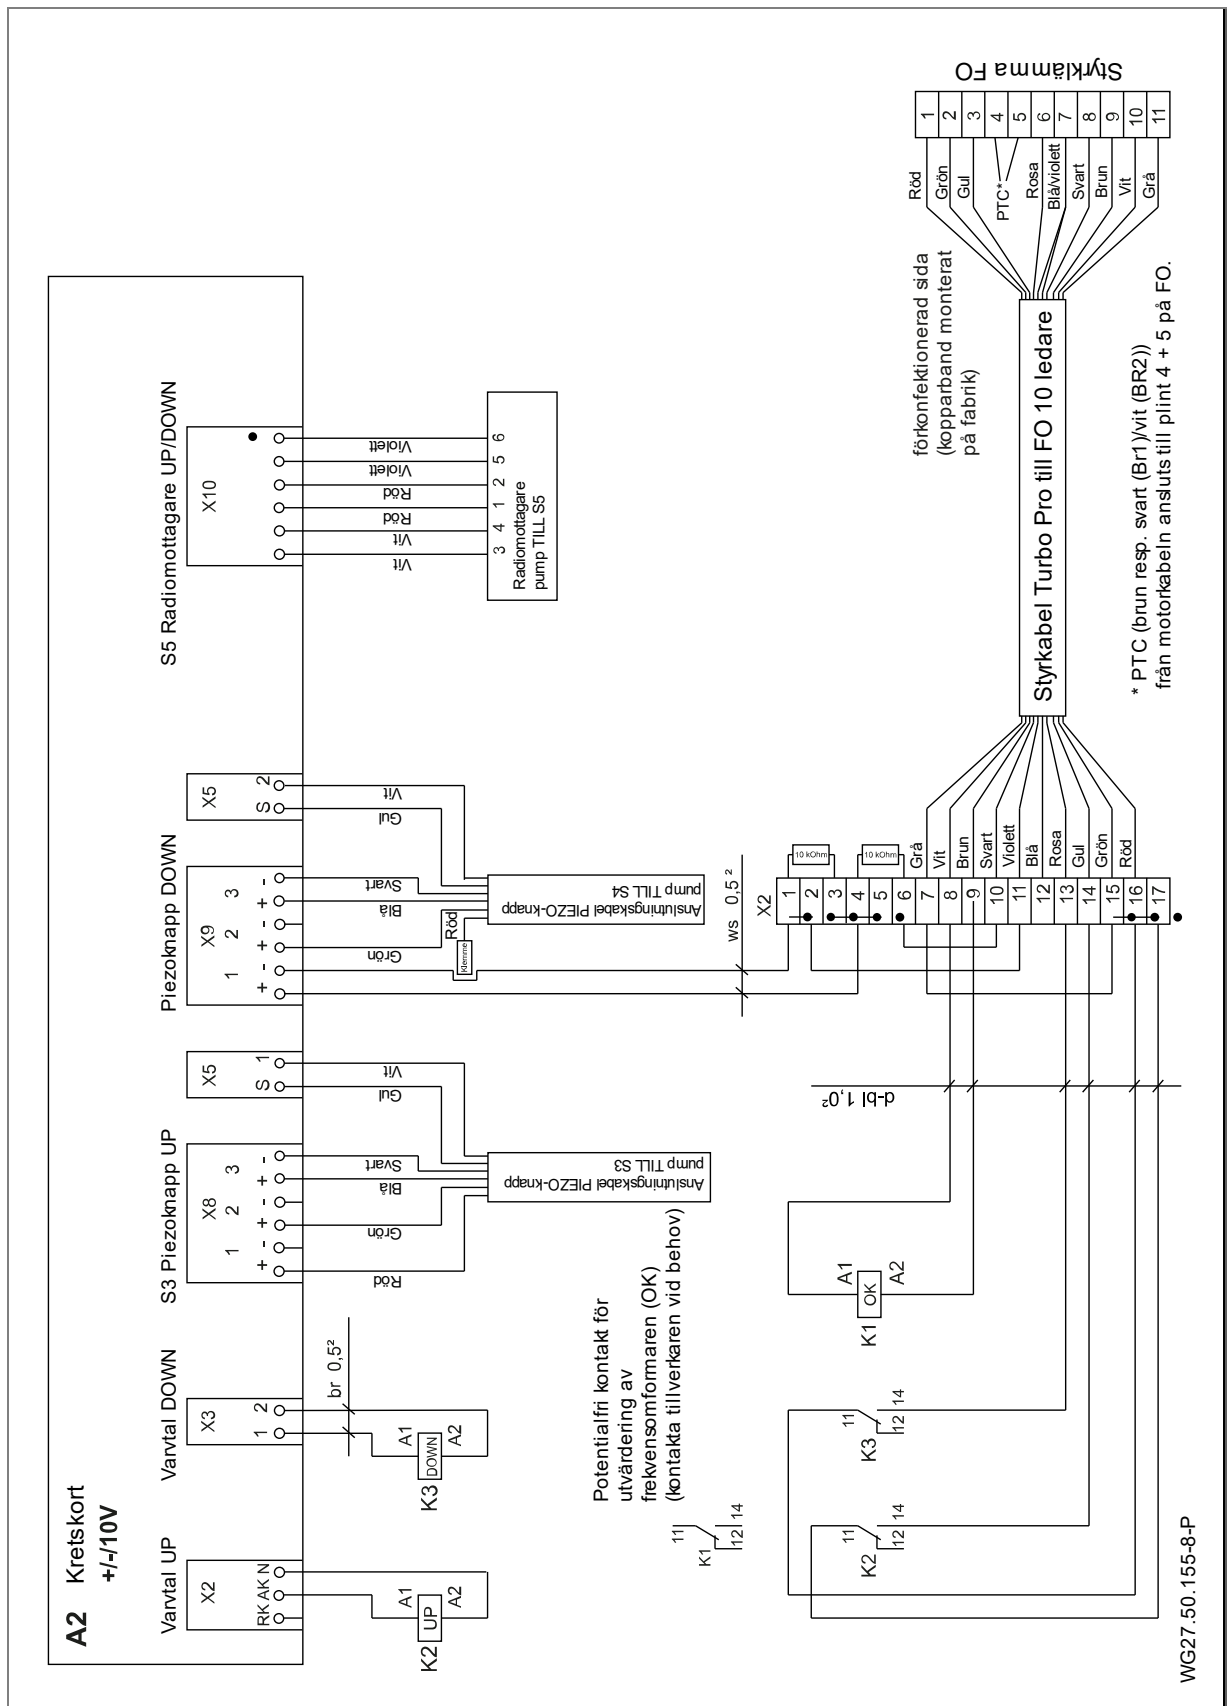 A2 Kretskort
+/-/10V
Varvtal UP
X2
RK AK N
A1
UP
A2
K2
Varvtal DOWN
X3
1 2
br 0,5²
A1
DOWN
A2
K3
S3 Piezoknapp UP
X8
1 2 3
+ - + - + -
Röd
Grön
Blå
Svart
X5
S 1
Gul
Vit
Anslutningskabel PIEZO-knapp
pump TILL S3
Piezoknapp DOWN
X9
1 2 3
+ - + - + -
Grön
Blå
Svart
Röd
Klemme
X5
S 2
Gul
Vit
Anslutningskabel PIEZO-knapp
pump TILL S4
S5 Radiomottagare UP/DOWN
X10
Vit
Vit
Röd
Röd
Violett
Violett
3 4 1 2 5 6
Radiomottagare
pump TILL S5
Potentialfri kontakt för
utvärdering av
frekvensomformaren (OK)
(kontakta tillverkaren vid behov)
11
K1
12 14
ws 0,5²
X2
10 kOhm
10 kOhm
1
2
3
4
5
6
7
8
9
10
11
12
13
14
15
16
17
Grå
Vit
Brun
Svart
Violett
Blå
Rosa
Gul
Grön
Röd
d-bl 1,0²
A1
OK
A2
K1
11
K3
12 14
11
K2
12 14
Styrkabel Turbo Pro till FO 10 ledare
förkonfektionerad sida
(kopparband monterat
på fabrik)
Styrklämma FO
1
2
3
4
5
6
7
8
9
10
11
Röd
Grön
Gul
PTC*
Rosa
Blå/violett
Svart
Brun
Vit
Grå
* PTC (brun resp. svart (Br1)/vit (BR2))
från motorkabeln ansluts till plint 4 + 5 på FO.
WG27.50.155-8-P